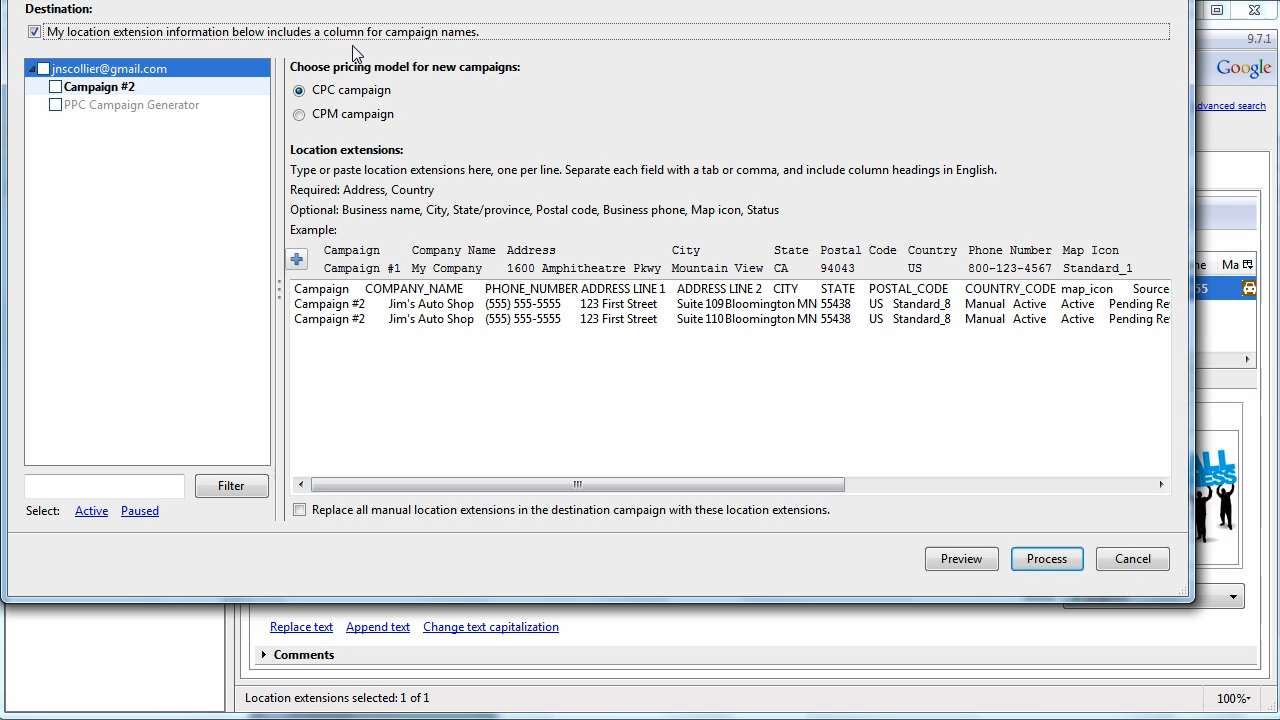 Destination:
My location extension information below includes a column for campaign names.
9.7.1
Google
dvanced search
jnscollier@gmail.com
Campaign #2
PPC Campaign Generator
Choose pricing model for new campaigns:
CPC campaign
CPM campaign
Location extensions:
Type or paste location extensions here, one per line. Separate each field with a tab or comma, and include column headings in English.
Required: Address, Country
Optional: Business name, City, State/province, Postal code, Business phone, Map icon, Status
Example:
Campaign Company Name Address City State Postal Code Country Phone Number Map Icon
Campaign #1 My Company 1600 Amphitheatre Pkwy Mountain View CA 94043 US 800-123-4567 Standard_1
Campaign COMPANY_NAME PHONE_NUMBER ADDRESS LINE 1 ADDRESS LINE 2 CITY STATE POSTAL_CODE COUNTRY_CODE map_icon Source
Campaign #2 Jim's Auto Shop (555) 555-5555 123 First Street Suite 109 Bloomington MN 55438 US Standard_8 Manual Active Active Pending Re
Campaign #2 Jim's Auto Shop (555) 555-5555 123 First Street Suite 110 Bloomington MN 55438 US Standard_8 Manual Active Active Pending Re
ne Ma
55
Filter
Select: Active Paused
Replace all manual location extensions in the destination campaign with these location extensions.
Preview Process Cancel
ALL
ESS
Replace text Append text Change text capitalization
Comments
Location extensions selected: 1 of 1
100%